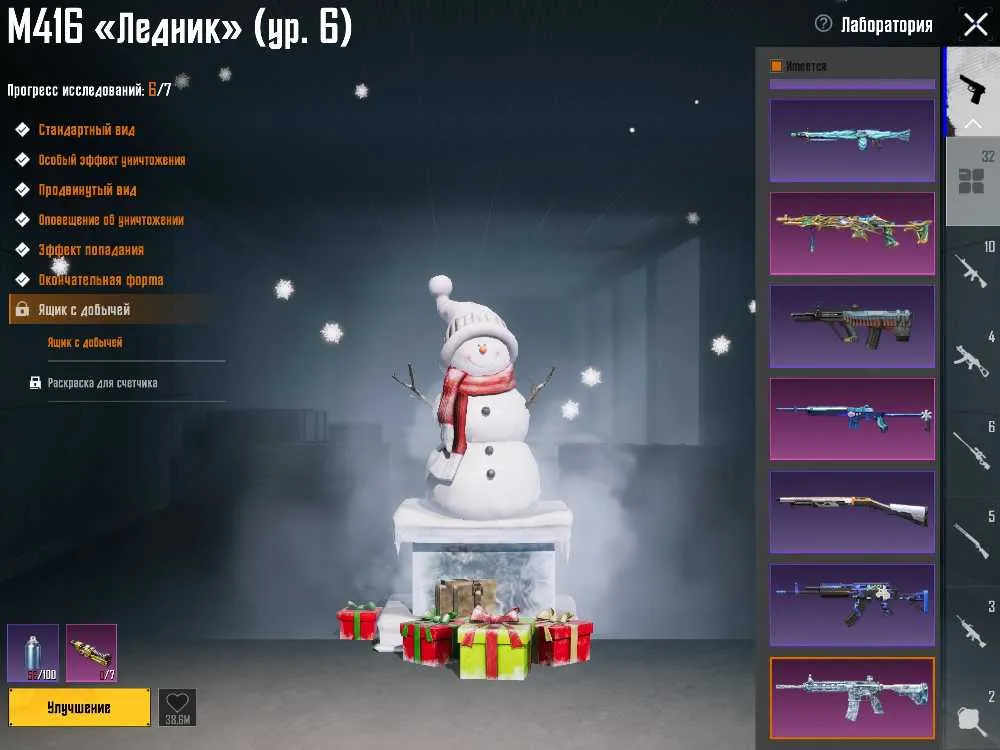 M416 «Ледник» (ур. 6)
Лаборатория
Прогресс исследований: 6/7
Имеется
Стандартный вид
Особый эффект уничтожения
Продвинутый вид
Оповещение об уничтожении
Эффект попадания
Окончательная форма
Ящик с добычей
Ящик с добычей
Раскраска для счетчика
32
10
4
6
5
3
2
/100
0/7
Улучшение
38,6M